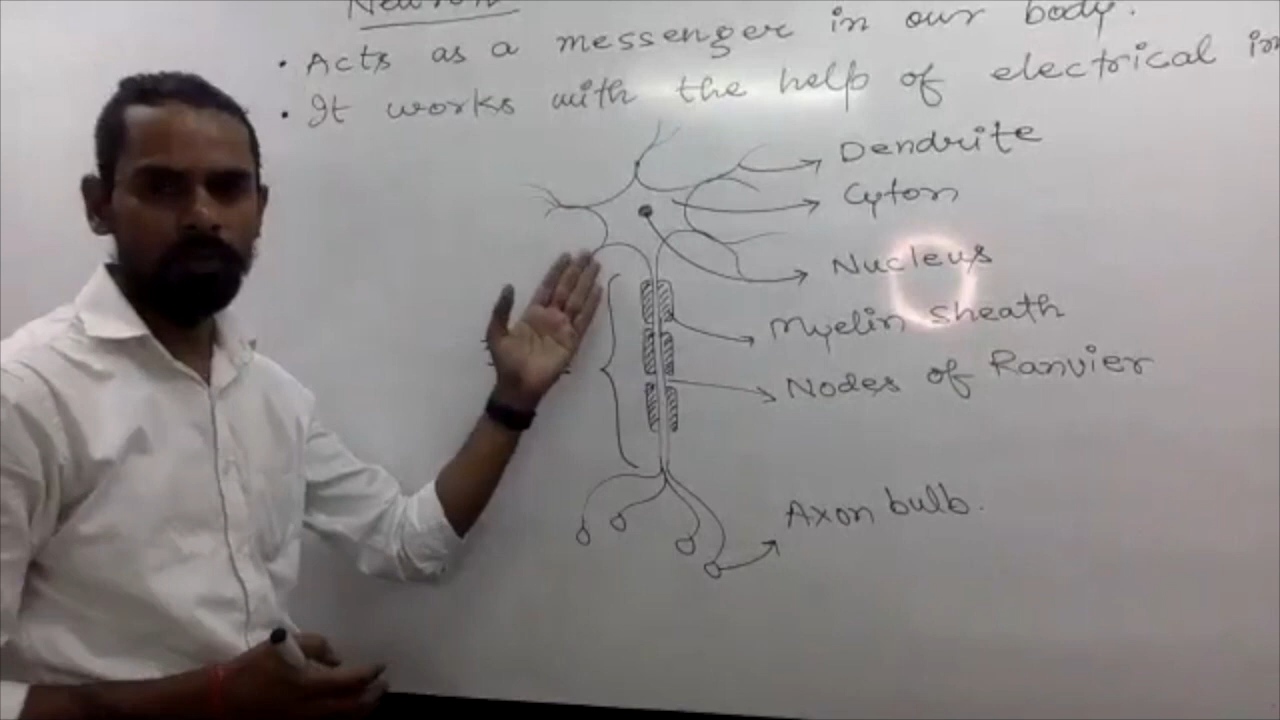 Neuron
• Acts as a messenger in our body.
• It works with the help of electrical
Dendrite
Cyton
Nucleus
Myelin sheath
Nodes of Ranvier
Axon bulb.